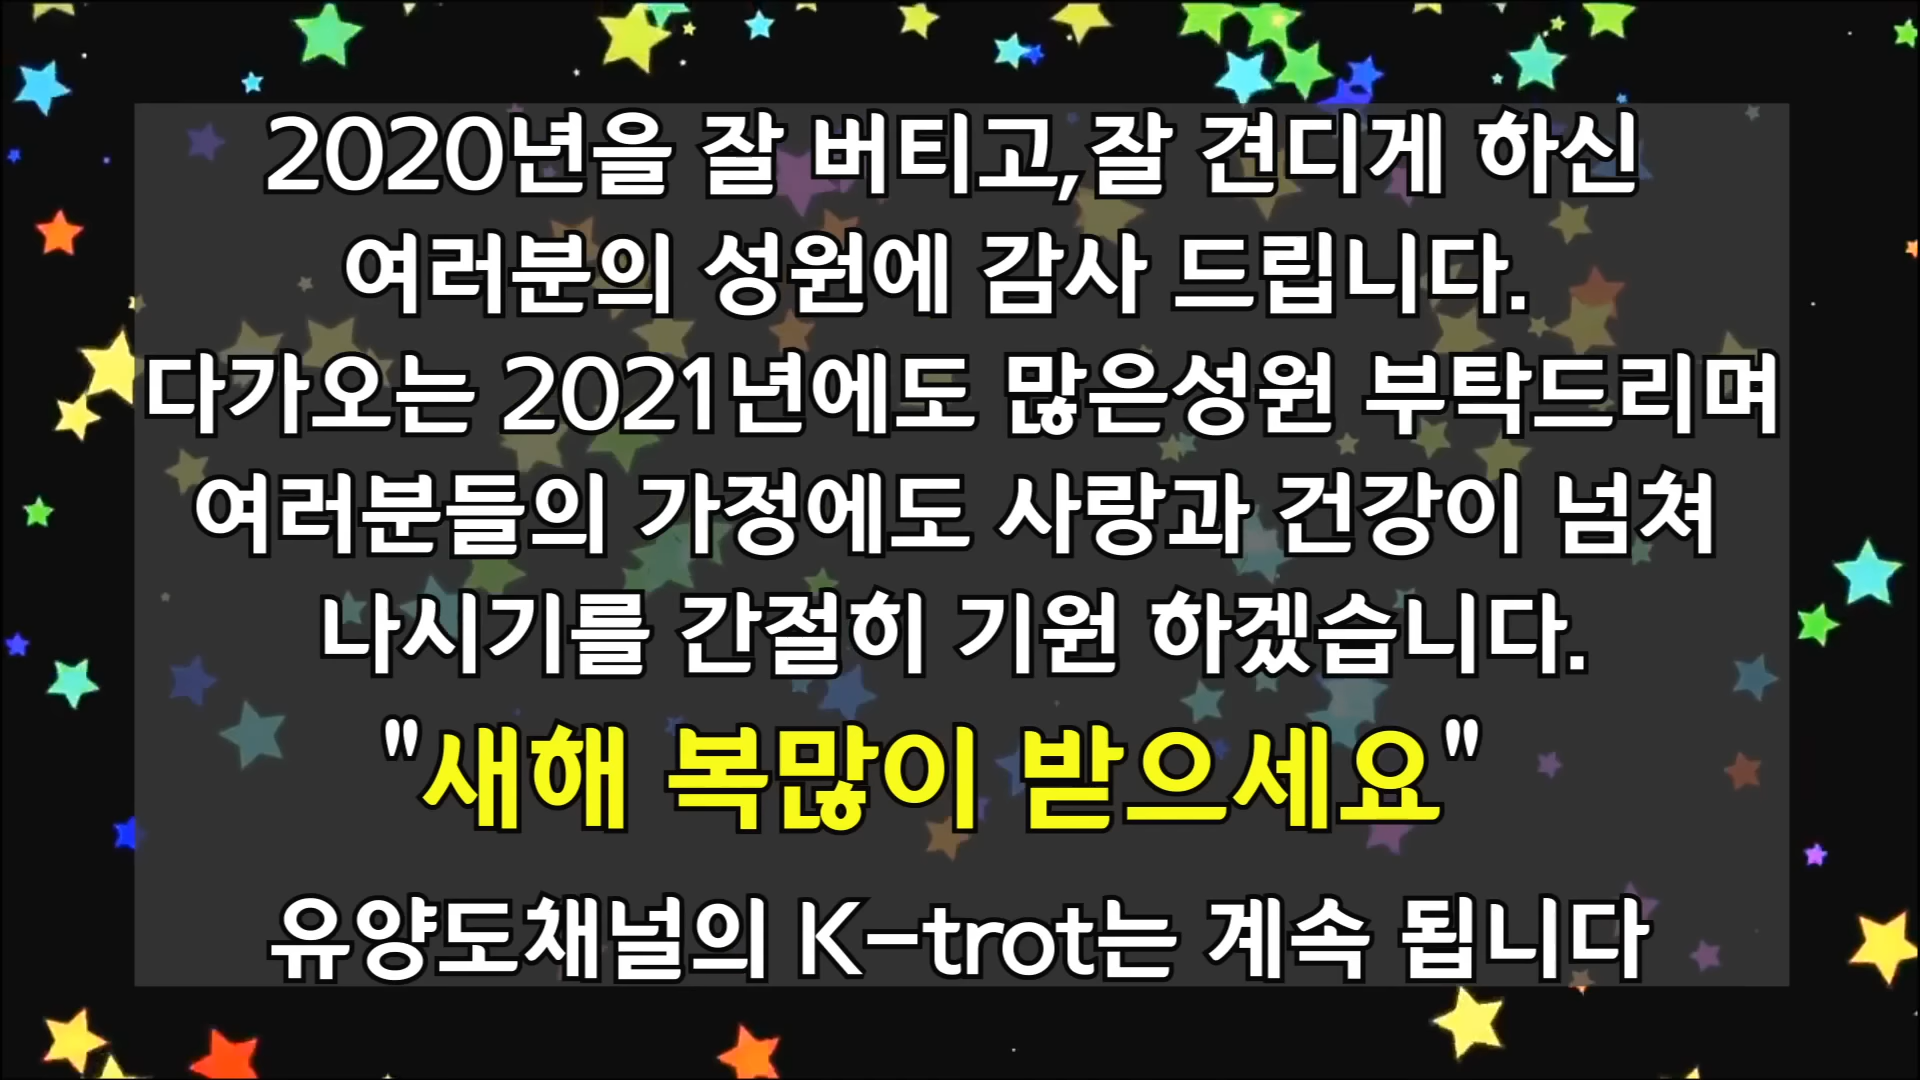 2020년을 잘 버티고,잘 견디게 하신
여러분의 성원에 감사 드립니다.
다가오는 2021년에도 많은성원 부탁드리며
여러분들의 가정에도 사랑과 건강이 넘쳐
나시기를 간절히 기원 하겠습니다.
"새해 복많이 받으세요"
유양도채널의 K-trot는 계속 됩니다